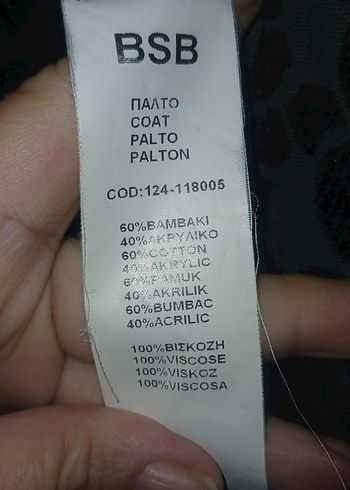 BSB
ΠΑΛΤΟ
COAT
PALTO
PALTON
COD:124-118005
60%ΒΑΜΒΑΚΙ
40%ΑΚΡΥΛΙΚΟ
60%COTTON
40%ACRYLIC
60%PAMUK
40%AKRILIK
60%BUMBAC
40%ACRILIC
100%ΒΙΣΚΟΖΗ
100%VISCOSE
100%VISKOZ
100%VISCOSA